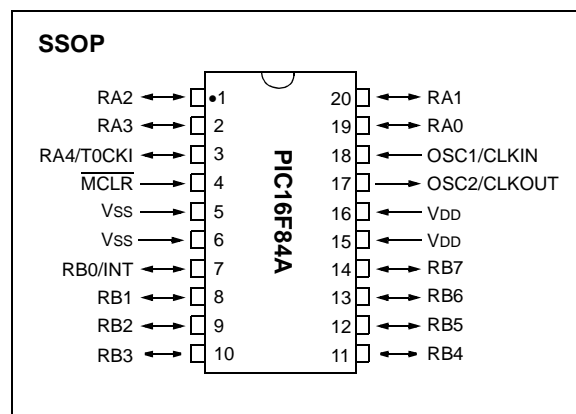 SSOP
RA2 •1 20 RA1
RA3 2 19 RA0
RA4/T0CKI 3 18 OSC1/CLKIN
MCLR 4 17 OSC2/CLKOUT
VSS 5 16 VDD
VSS 6 15 VDD
RB0/INT 7 14 RB7
RB1 8 13 RB6
RB2 9 12 RB5
RB3 10 11 RB4
PIC16F84A